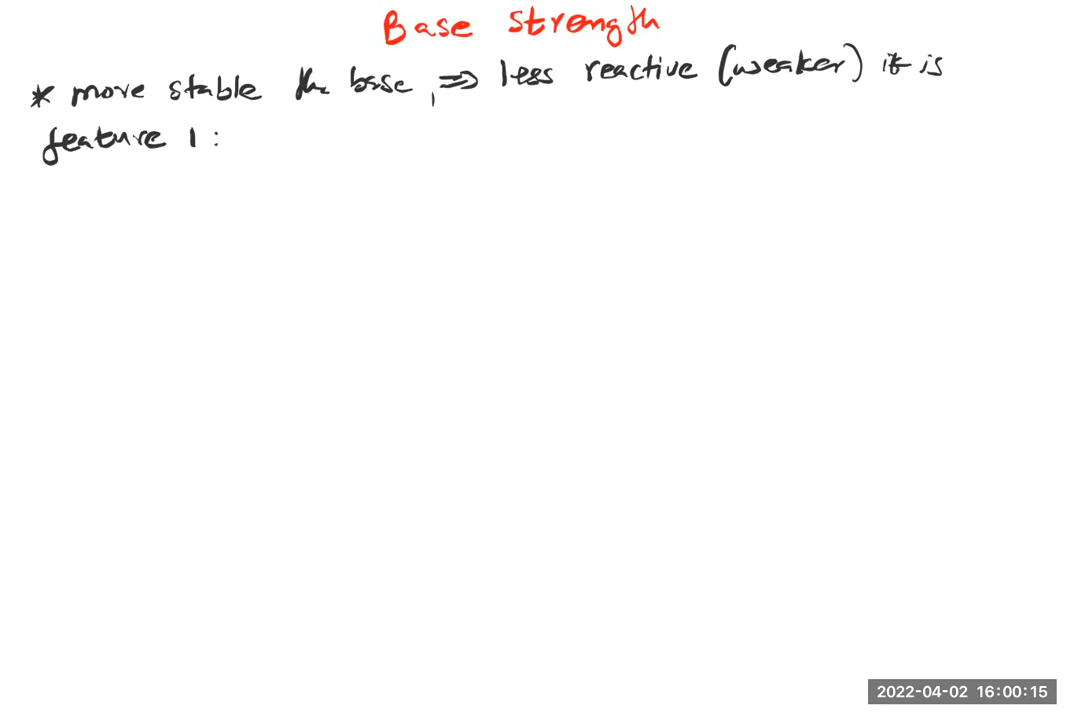 Base strength
* more stable the base, => less reactive (weaker) it is
feature 1 :
2022-04-02 16:00:15